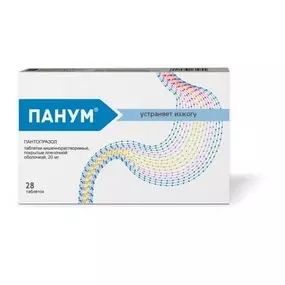 ПАНУМ®
устраняет изжогу
ПАНТОПРАЗОЛ
таблетки кишечнорастворимые,
покрытые пленочной
оболочкой, 20 мг
28
таблеток